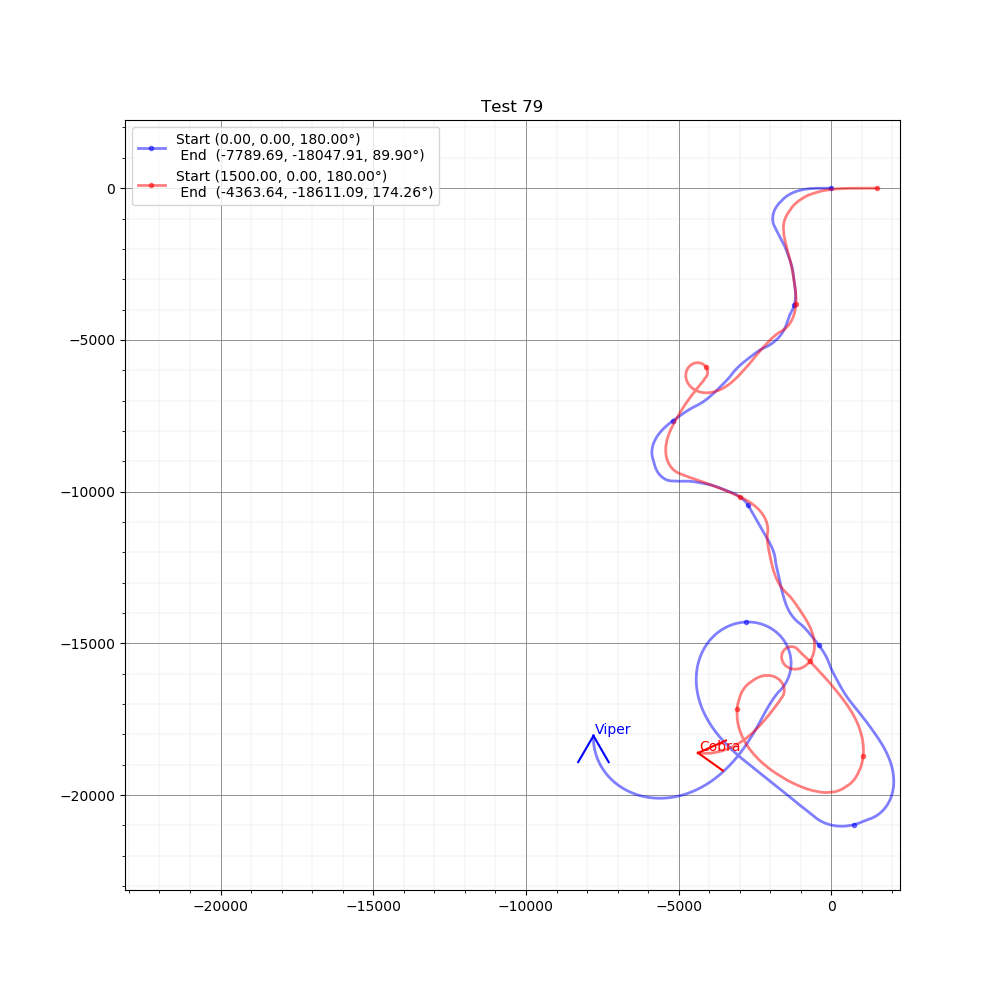 Test 79
Start (0.00, 0.00, 180.00°)
End (-7789.69, -18047.91, 89.90°)
Start (1500.00, 0.00, 180.00°)
End (-4363.64, -18611.09, 174.26°)
0
−5000
−10000
−15000
−20000
Viper
Cobra
−20000
−15000
−10000
−5000
0